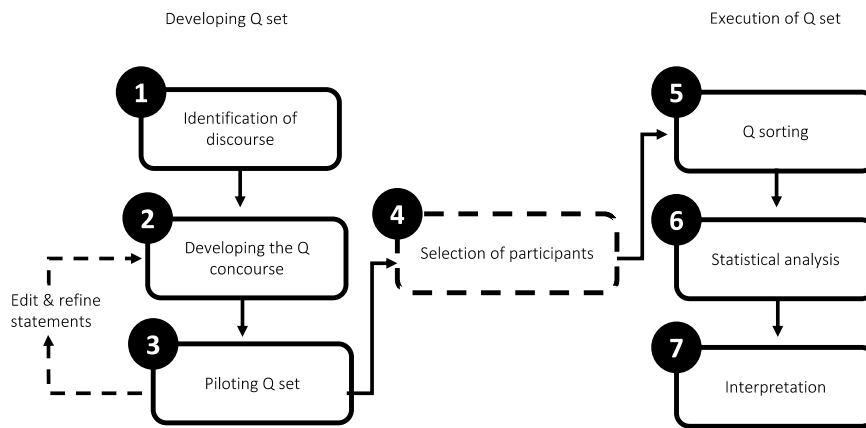 Developing Q set
Execution of Q set
1
Identification of
discourse
2
Developing the Q
concourse
Edit & refine
statements
3
Piloting Q set
4
Selection of participants
5
Q sorting
6
Statistical analysis
7
Interpretation